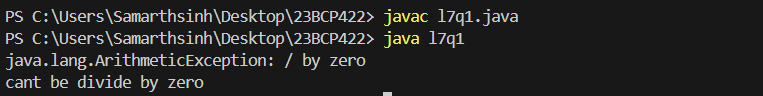 PS C:\Users\Samarthsinh\Desktop\23BCP422> javac l7q1.java
PS C:\Users\Samarthsinh\Desktop\23BCP422> java l7q1
java.lang.ArithmeticException: / by zero
cant be divide by zero